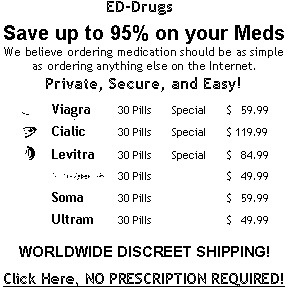 ED-Drugs
Save up to 95% on your Meds
We believe ordering medication should be as simple
as ordering anything else on the Internet.
Private, Secure, and Easy!
Viagra 30 Pills Special $ 59.99
Cialic 30 Pills Special $ 119.99
Levitra 30 Pills Special $ 84.99
30 Pills $ 49.99
Soma 30 Pills $ 59.99
Ultram 30 Pills $ 49.99
WORLDWIDE DISCREET SHIPPING!
Click Here, NO PRESCRIPTION REQUIRED!